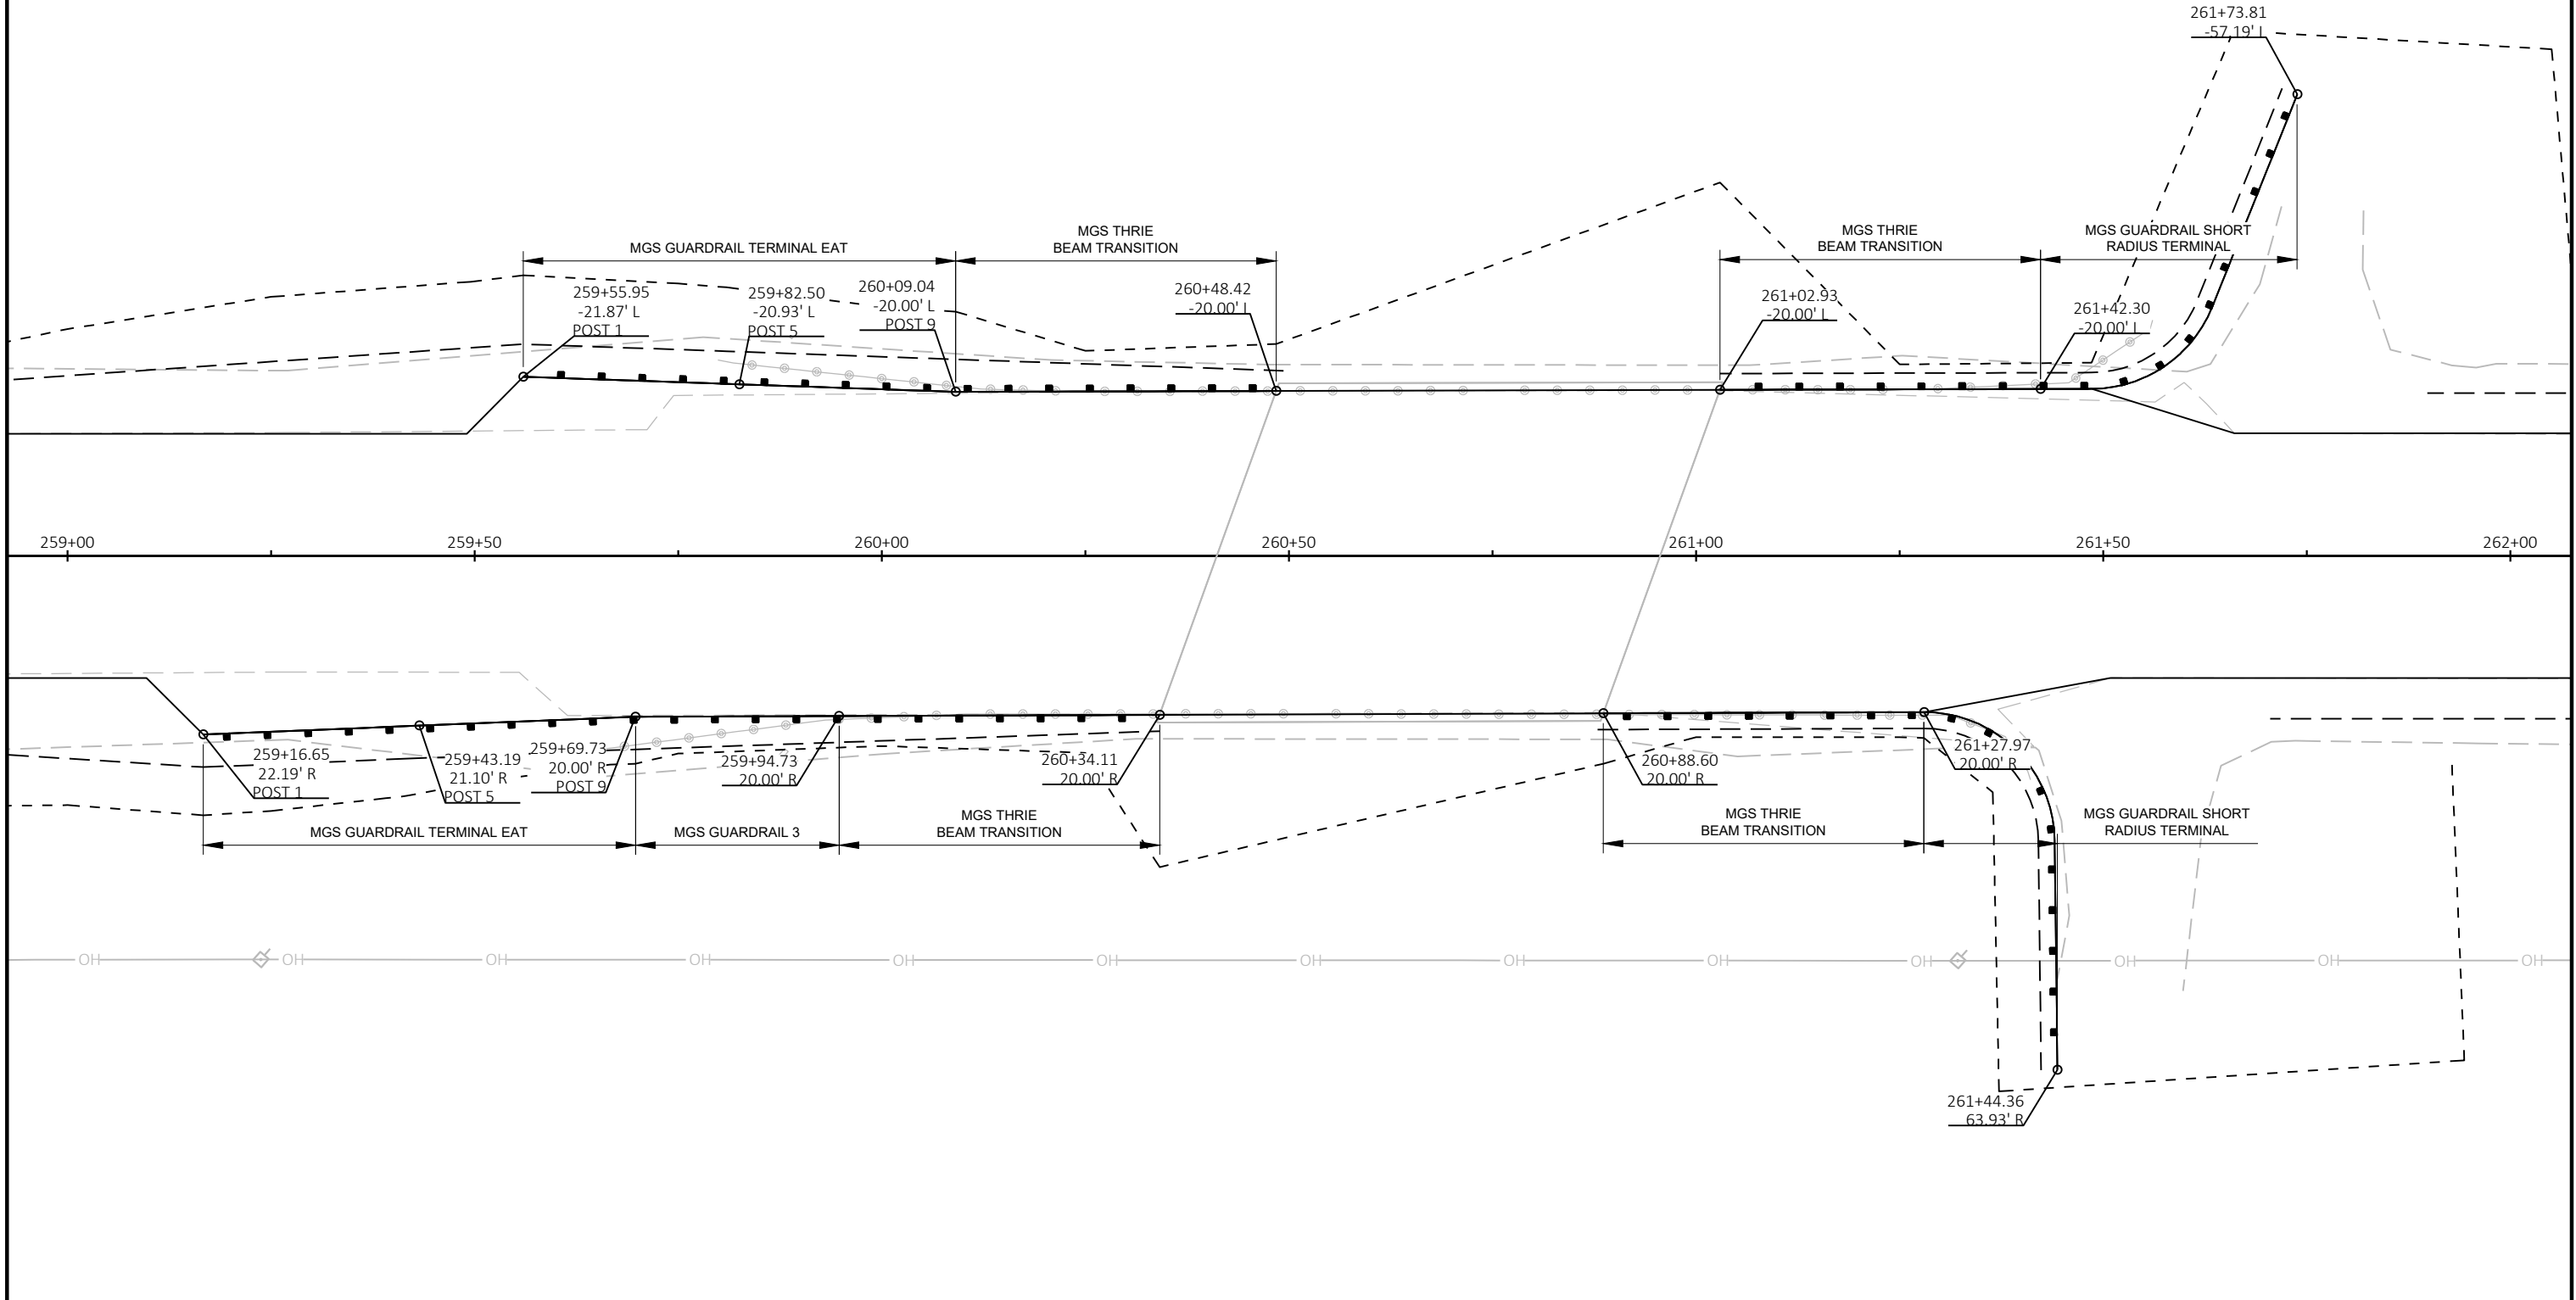 261+73.81
-57.19' L
MGS GUARDRAIL TERMINAL EAT
MGS THRIE
BEAM TRANSITION
MGS THRIE
BEAM TRANSITION
MGS GUARDRAIL SHORT
RADIUS TERMINAL
259+55.95
-21.87' L
POST 1
259+82.50
-20.93' L
POST 5
260+09.04
-20.00' L
POST 9
260+48.42
-20.00' L
261+02.93
-20.00' L
261+42.30
-20.00' L
259+00
259+50
260+00
260+50
261+00
261+50
262+00
259+16.65
22.19' R
POST 1
259+43.19
21.10' R
POST 5
259+69.73
20.00' R
POST 9
259+94.73
20.00' R
260+34.11
20.00' R
260+88.60
20.00' R
261+27.97
20.00' R
MGS GUARDRAIL TERMINAL EAT
MGS GUARDRAIL 3
MGS THRIE
BEAM TRANSITION
MGS THRIE
BEAM TRANSITION
MGS GUARDRAIL SHORT
RADIUS TERMINAL
OH OH OH OH OH OH OH OH OH OH OH OH OH
261+44.36
63.93' R